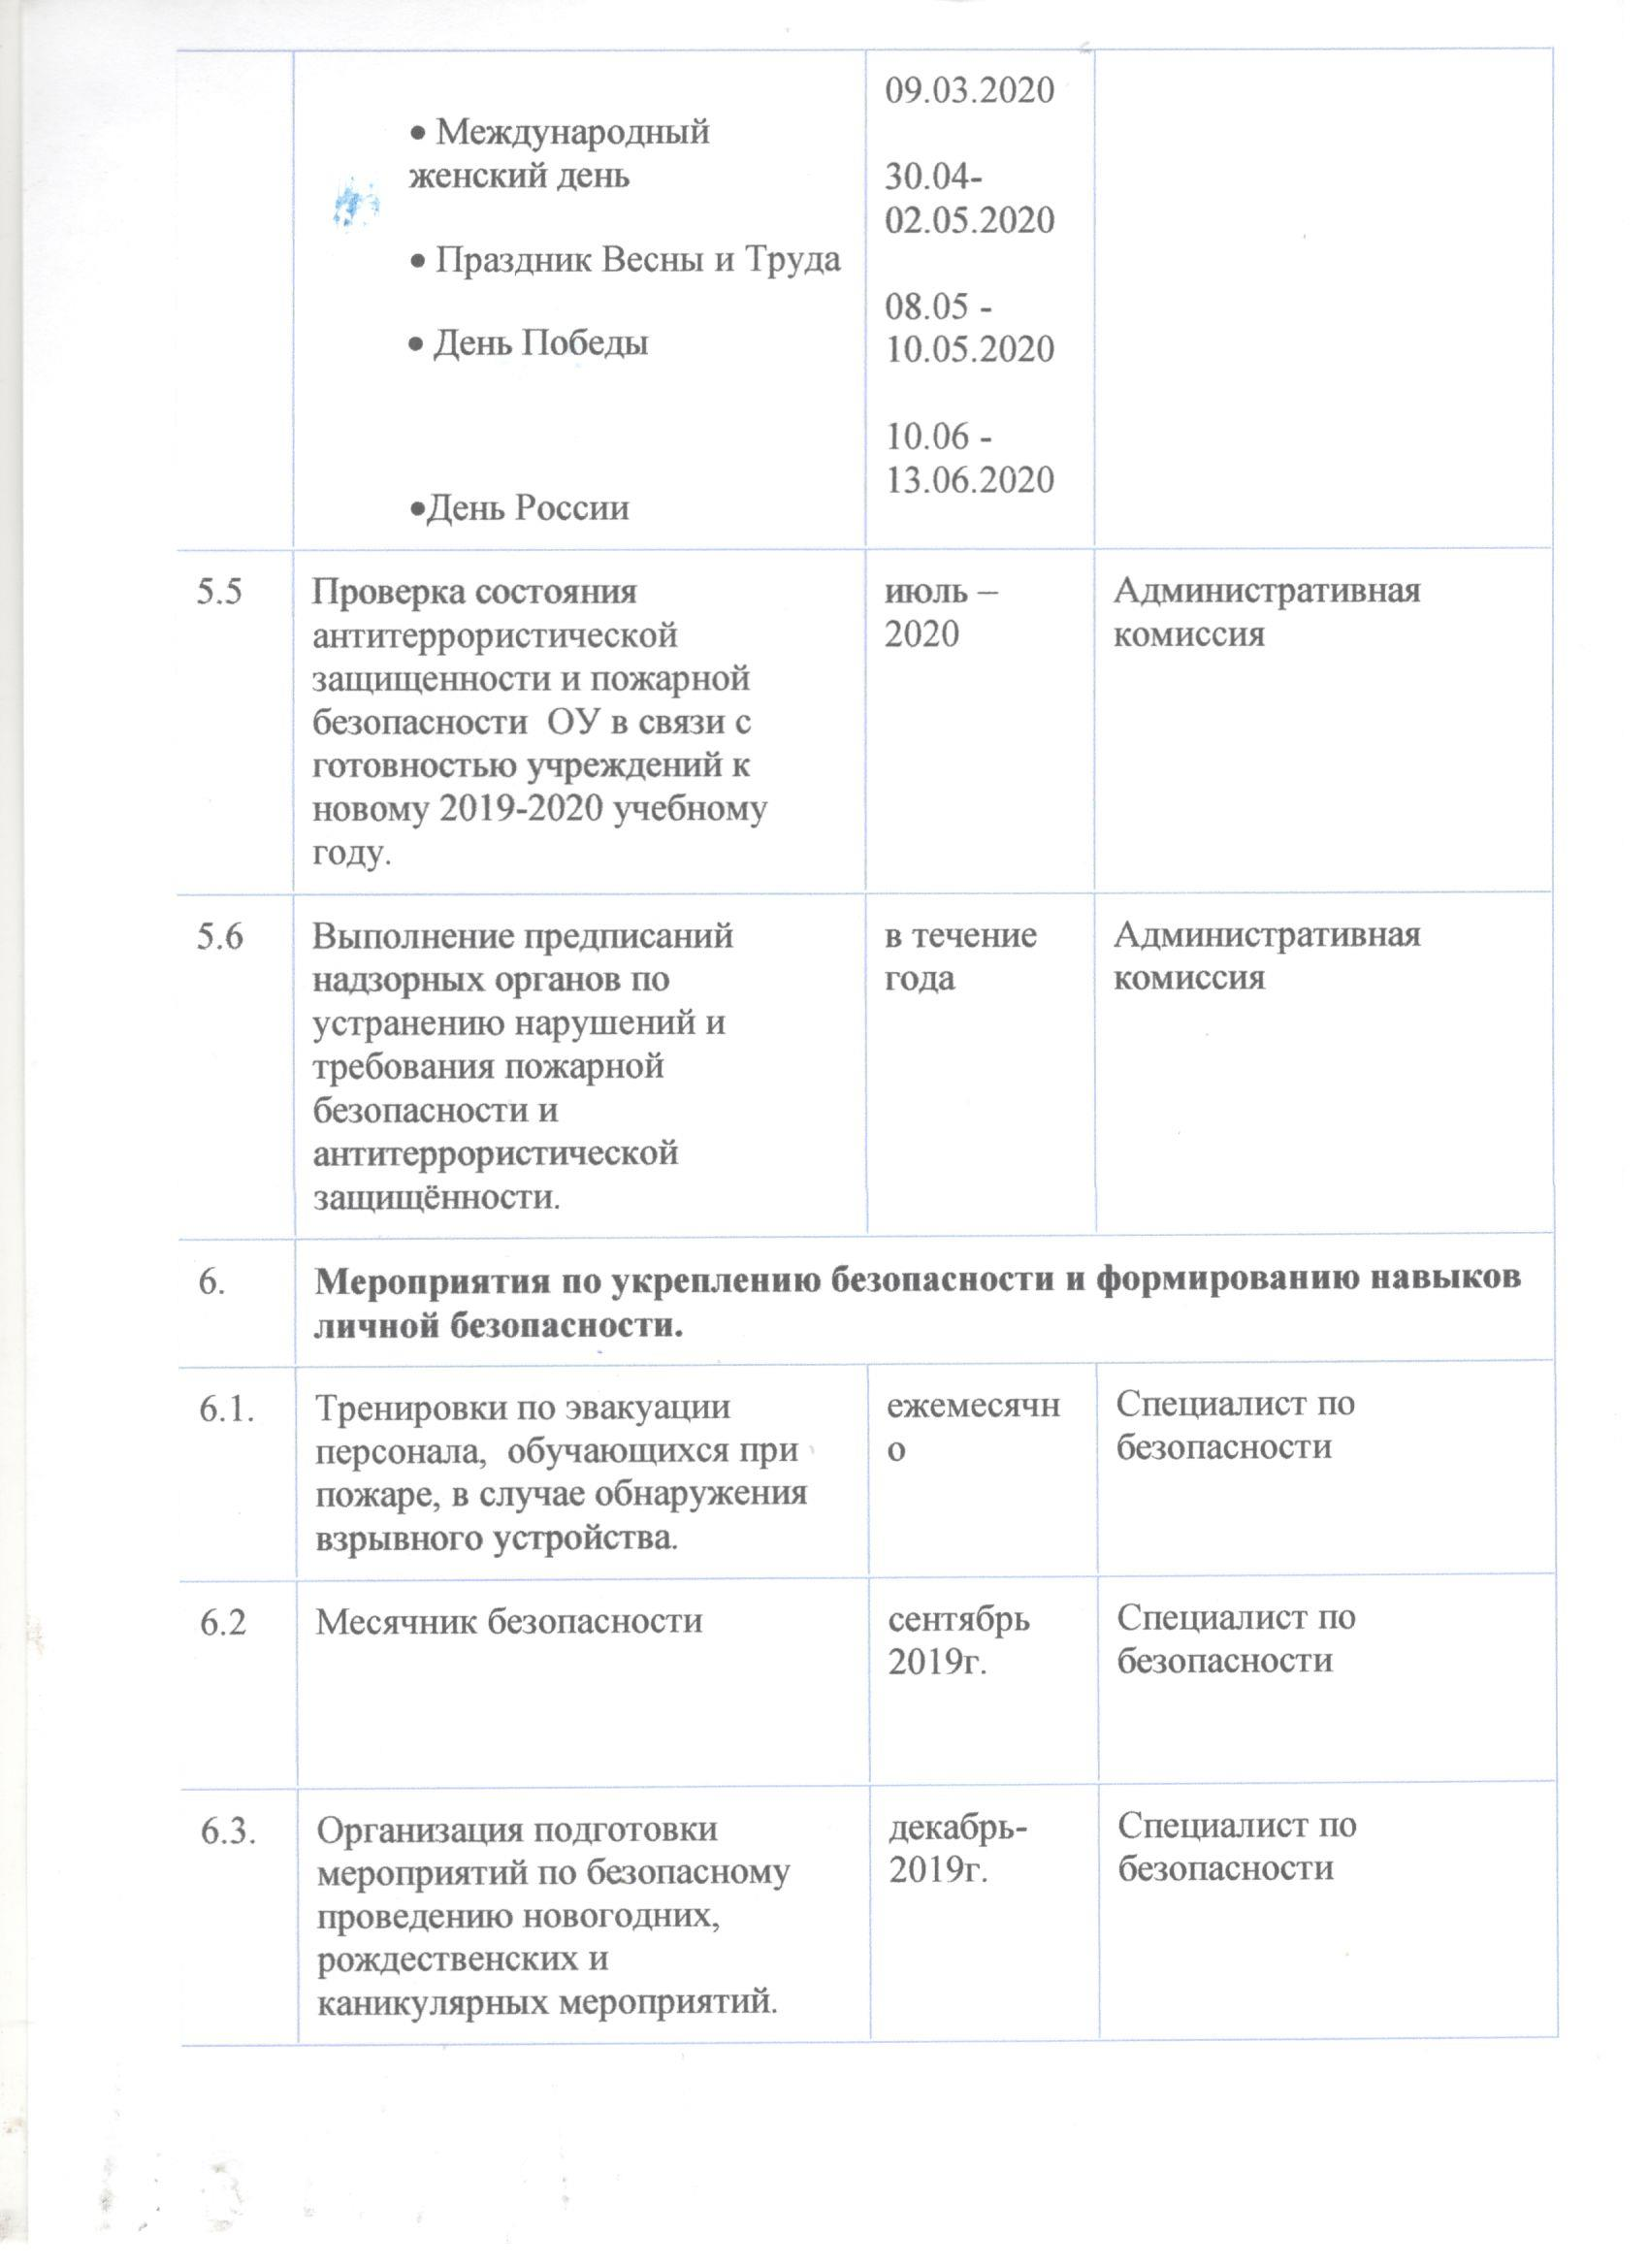 • Международный
женский день
• Праздник Весны и Труда
• День Победы
•День России
09.03.2020
30.04-
02.05.2020
08.05 -
10.05.2020
10.06 -
13.06.2020
5.5
Проверка состояния
антитеррористической
защищенности и пожарной
безопасности  ОУ в связи с
готовностью учреждений к
новому 2019-2020 учебному
году.
июль –
2020
Административная
комиссия
5.6
Выполнение предписаний
надзорных органов по
устранению нарушений и
требования пожарной
безопасности и
антитеррористической
защищённости.
в течение
года
Административная
комиссия
6.
Мероприятия по укреплению безопасности и формированию навыков
личной безопасности.
6.1.
Тренировки по эвакуации
персонала,  обучающихся при
пожаре, в случае обнаружения
взрывного устройства.
ежемесячн
о
Специалист по
безопасности
6.2
Месячник безопасности
сентябрь
2019г.
Специалист по
безопасности
6.3.
Организация подготовки
мероприятий по безопасному
проведению новогодних,
рождественских и
каникулярных мероприятий.
декабрь-
2019г.
Специалист по
безопасности